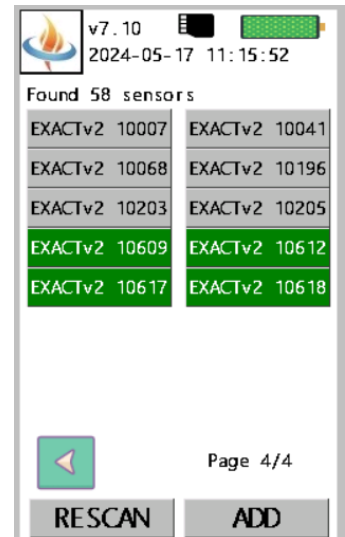 v7.10
2024-05-17 11:15:52
Found 58 sensors
EXACTv2 10007 EXACTv2 10041
EXACTv2 10068 EXACTv2 10196
EXACTv2 10203 EXACTv2 10205
EXACTv2 10609 EXACTv2 10612
EXACTv2 10617 EXACTv2 10618
Page 4/4
RESCAN ADD